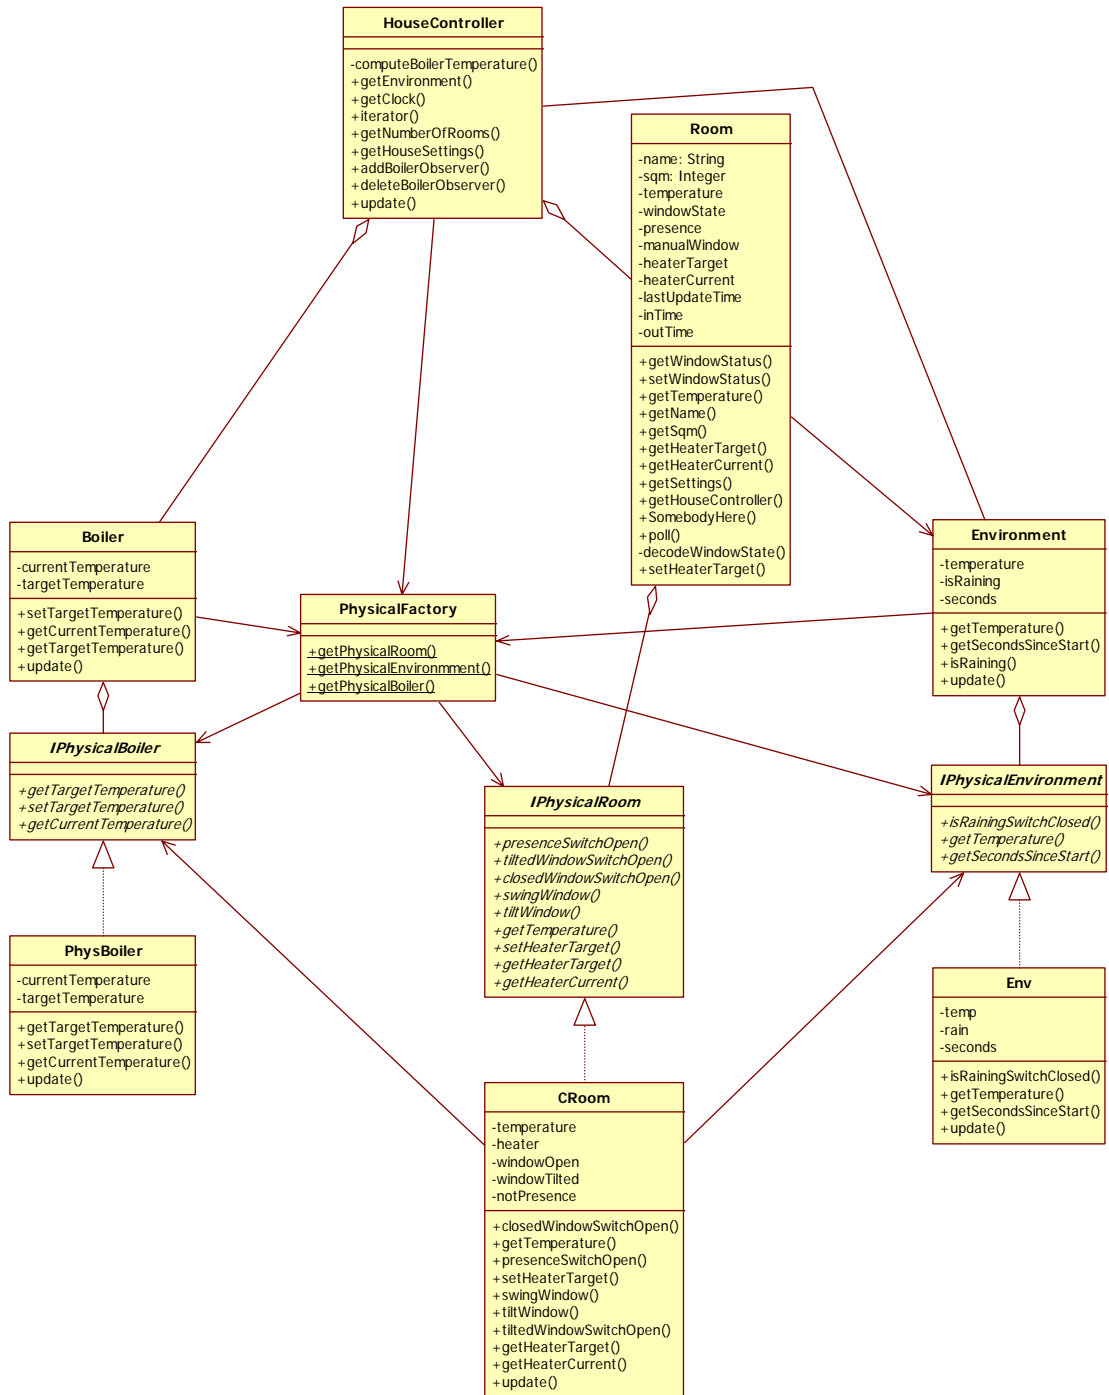 HouseController
-computeBoilerTemperature()
+getEnvironment()
+getClock()
+iterator()
+getNumberOfRooms()
+getHouseSettings()
+addBoilerObserver()
+deleteBoilerObserver()
+update()
Room
-name: String
-sqm: Integer
-temperature
-windowState
-presence
-manualWindow
-heaterTarget
-heaterCurrent
-lastUpdateTime
-inTime
-outTime
+getWindowStatus()
+setWindowStatus()
+getTemperature()
+getName()
+getSqm()
+getHeaterTarget()
+getHeaterCurrent()
+getSettings()
+getHouseController()
+SomebodyHere()
+poll()
-decodeWindowState()
+setHeaterTarget()
Boiler
-currentTemperature
-targetTemperature
+setTargetTemperature()
+getCurrentTemperature()
+getTargetTemperature()
+update()
PhysicalFactory
+getPhysicalRoom()
+getPhysicalEnvironmment()
+getPhysicalBoiler()
Environment
-temperature
-isRaining
-seconds
+getTemperature()
+getSecondsSinceStart()
+isRaining()
+update()
IPhysicalBoiler
+getTargetTemperature()
+setTargetTemperature()
+getCurrentTemperature()
IPhysicalRoom
+presenceSwitchOpen()
+tiltedWindowSwitchOpen()
+closedWindowSwitchOpen()
+swingWindow()
+tiltWindow()
+getTemperature()
+setHeaterTarget()
+getHeaterTarget()
+getHeaterCurrent()
IPhysicalEnvironment
+isRainingSwitchClosed()
+getTemperature()
+getSecondsSinceStart()
PhysBoiler
-currentTemperature
-targetTemperature
+getTargetTemperature()
+setTargetTemperature()
+getCurrentTemperature()
+update()
Env
-temp
-rain
-seconds
+isRainingSwitchClosed()
+getTemperature()
+getSecondsSinceStart()
+update()
CRoom
-temperature
-heater
-windowOpen
-windowTilted
-notPresence
+closedWindowSwitchOpen()
+getTemperature()
+presenceSwitchOpen()
+setHeaterTarget()
+swingWindow()
+tiltWindow()
+tiltedWindowSwitchOpen()
+getHeaterTarget()
+getHeaterCurrent()
+update()